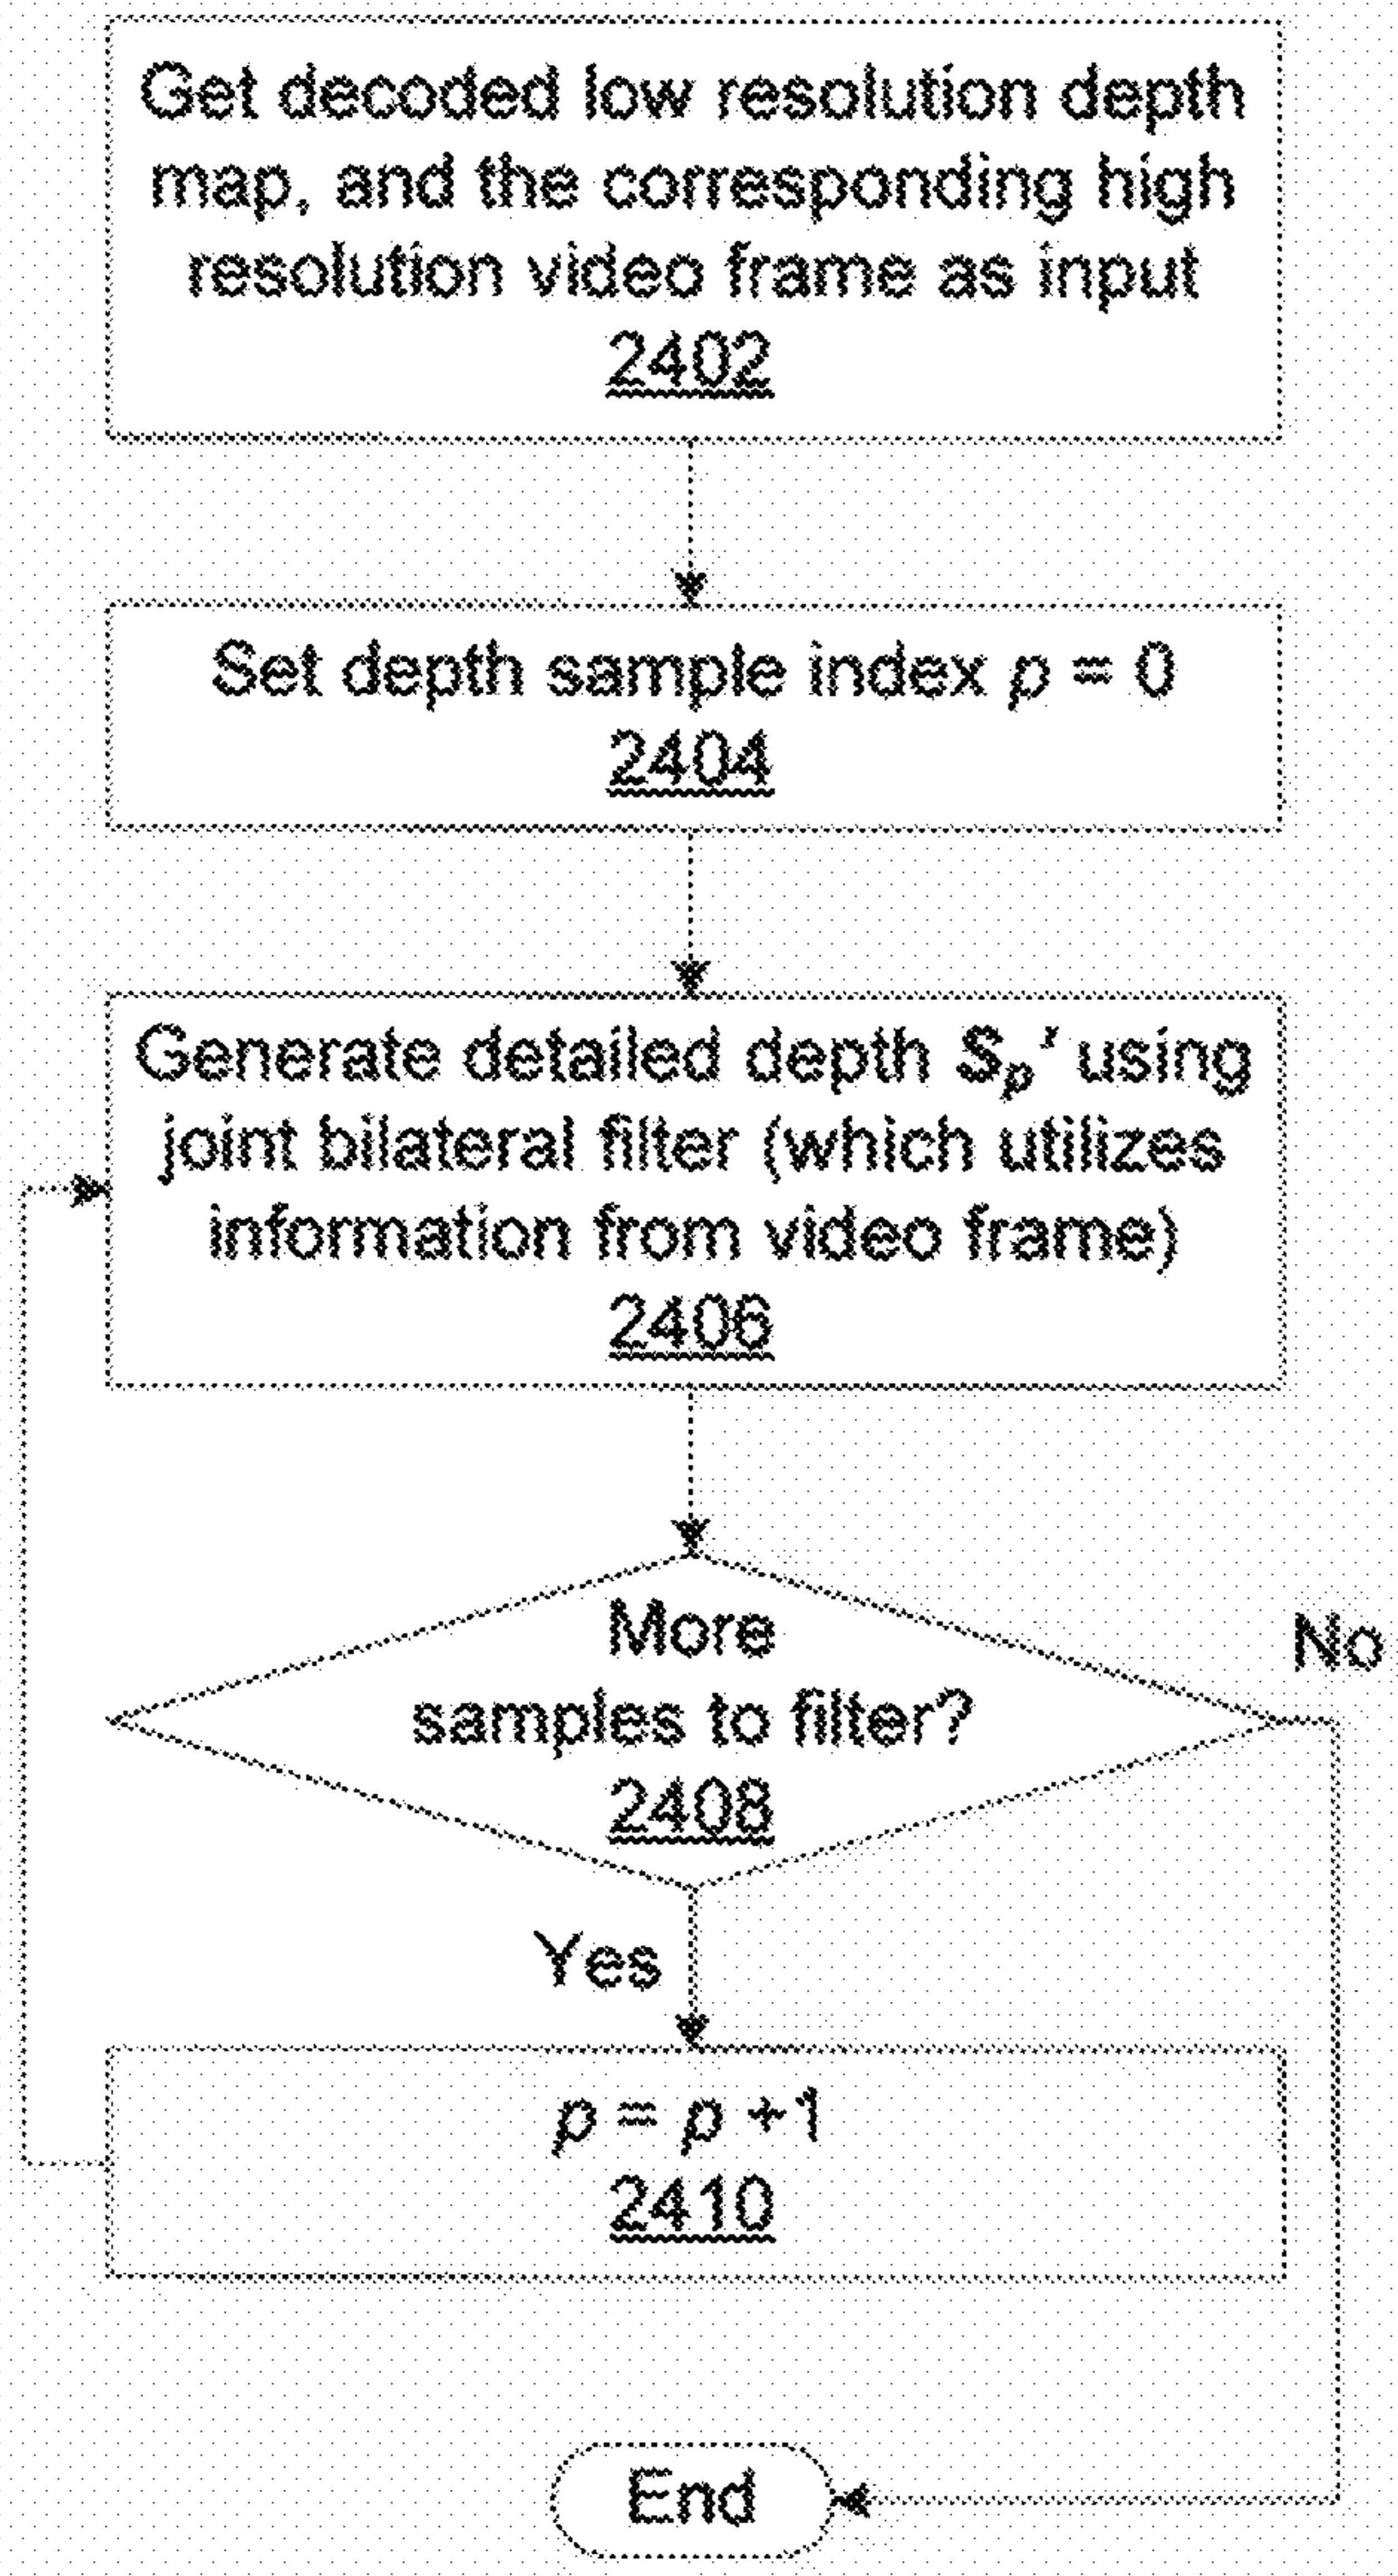 Get decoded low resolution depth
map, and the corresponding high
resolution video frame as input
2402
Set depth sample index p = 0
2404
Generate detailed depth Sp' using
joint bilateral filter (which utilizes
information from video frame)
2406
More
samples to filter?
2408
No
Yes
p = p +1
2410
End